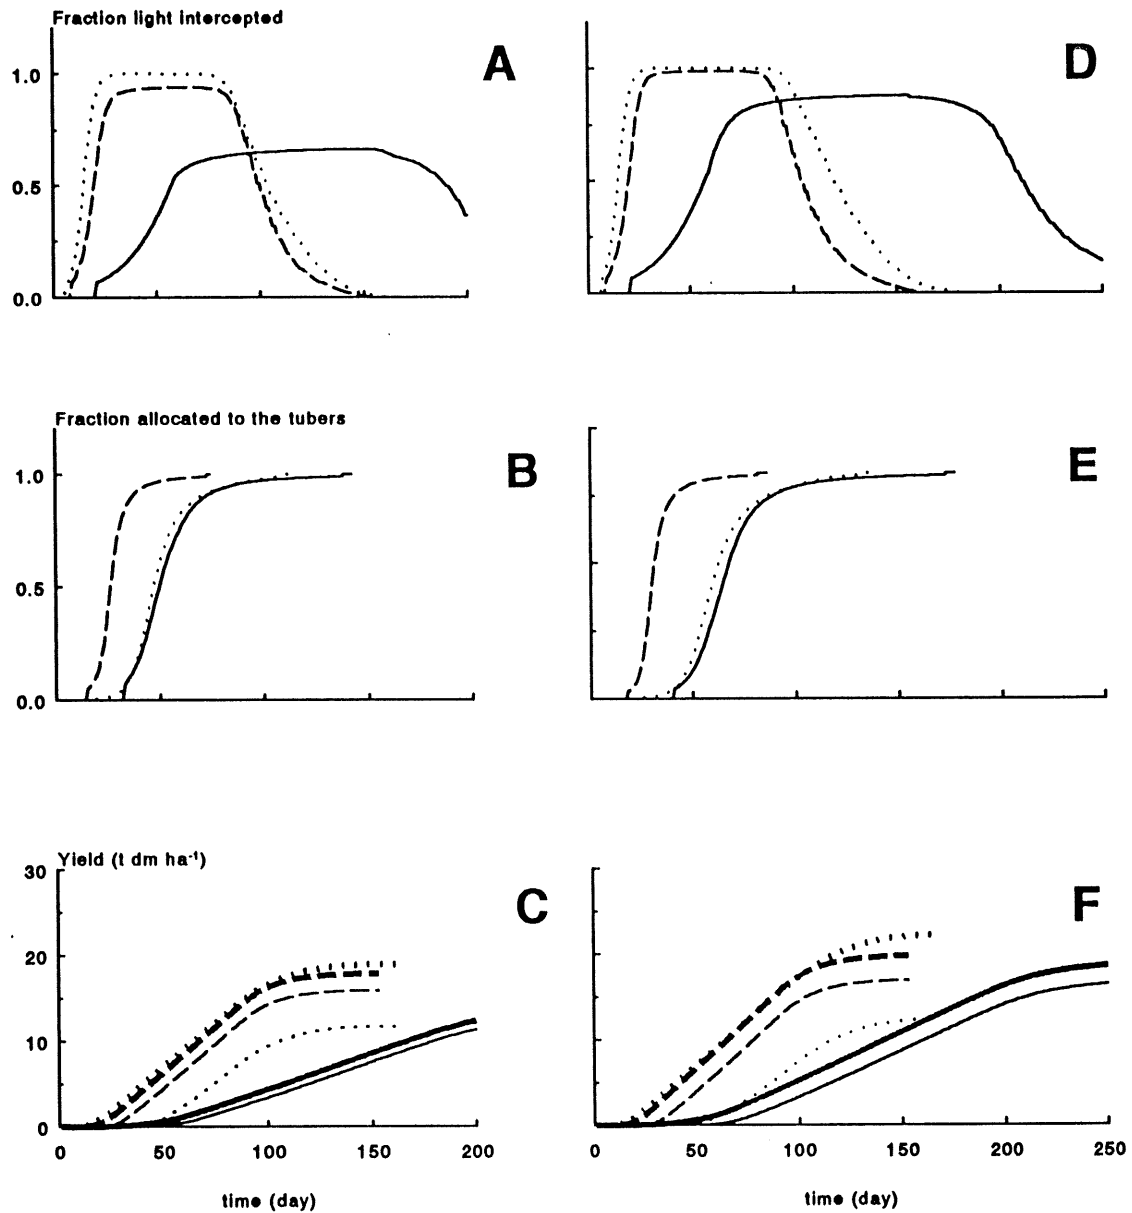 Fraction light intercepted
A
D
1.0
0.5
0.0
Fraction allocated to the tubers
B
E
1.0
0.5
0.0
Yield (t dm ha⁻¹)
C
F
30
20
10
0
0 50 100 150 200
0 50 100 150 200 250
time (day)
time (day)